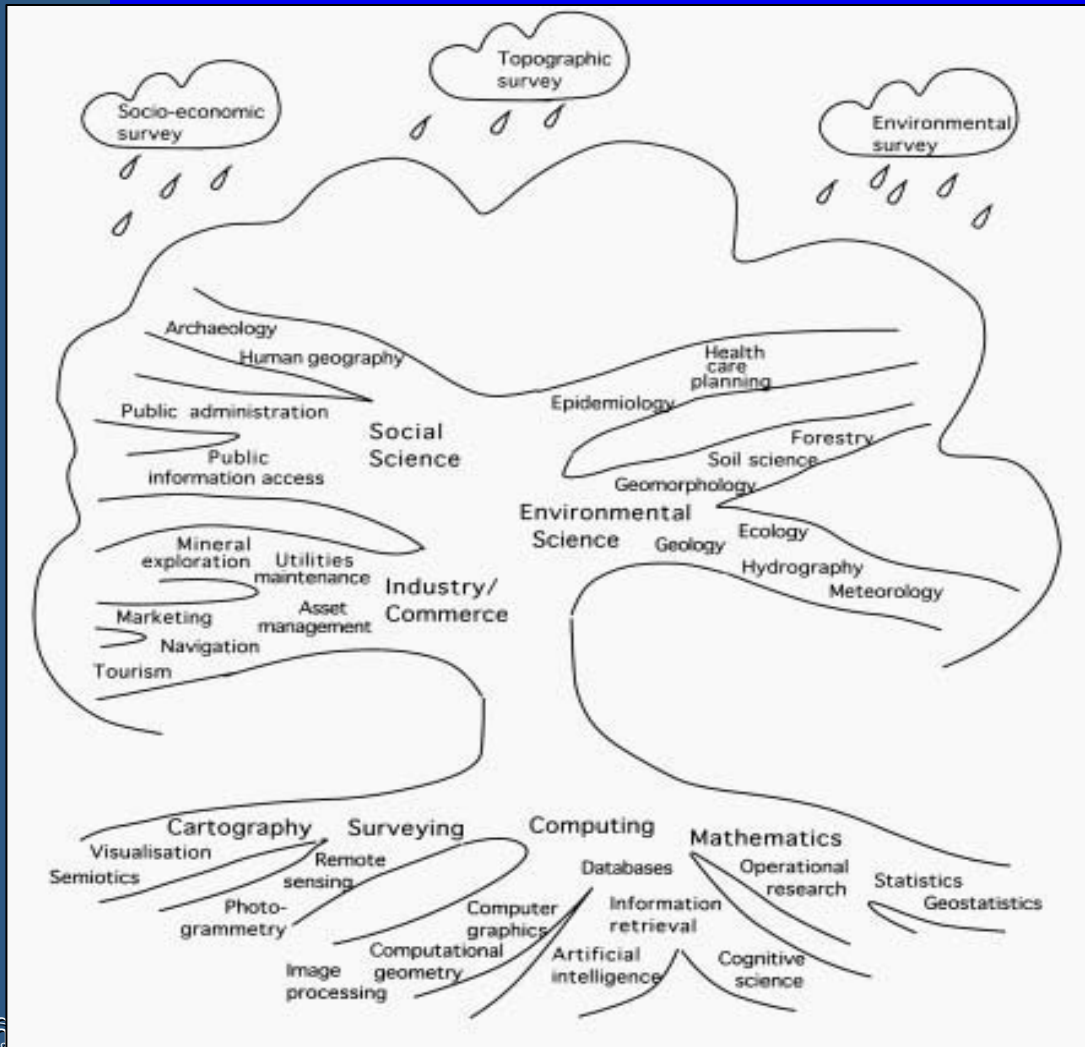 Topographic
survey
Socio-economic
survey
Environmental
survey
Archaeology
Human geography
Public administration
Public
information access
Social
Science
Health
care
planning
Epidemiology
Forestry
Soil science
Geomorphology
Environmental
Science
Geology
Ecology
Hydrography
Meteorology
Mineral
exploration
Utilities
maintenance
Industry/
Commerce
Marketing
Asset
management
Navigation
Tourism
Cartography
Surveying
Computing
Mathematics
Visualisation
Semiotics
Remote
sensing
Photo-
grammetry
Databases
Operational
research
Statistics
Geostatistics
Computer
graphics
Information
retrieval
Computational
geometry
Image
processing
Artificial
intelligence
Cognitive
science